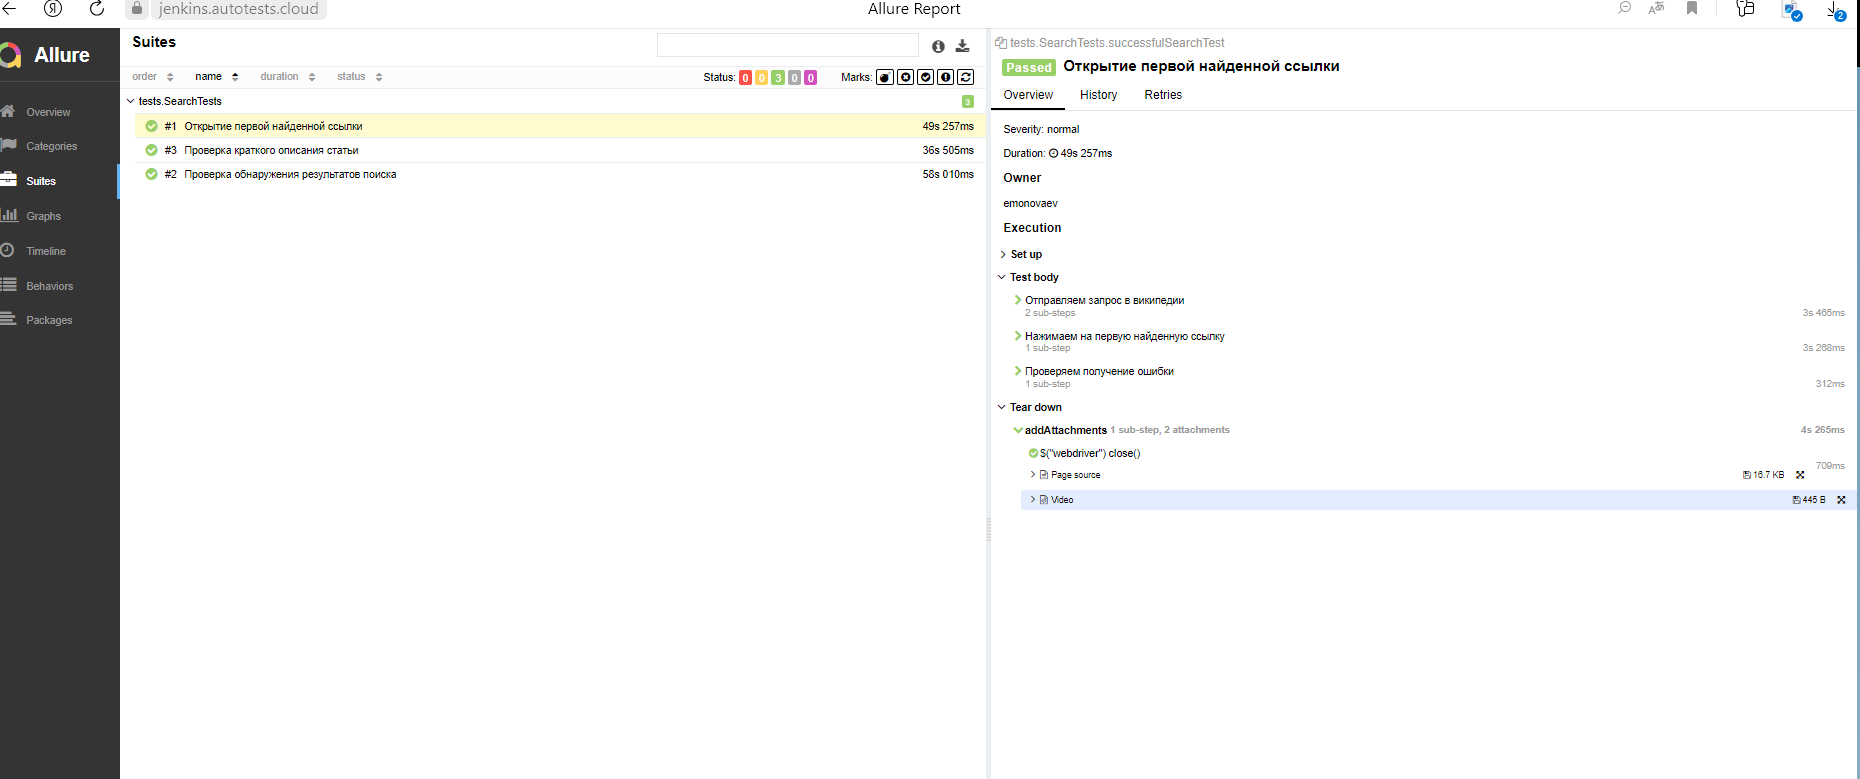 jenkins.autotests.cloud
Allure Report
2
Allure
Overview
Categories
Suites
Graphs
Timeline
Behaviors
Packages
Suites
order name duration status
Status: 0 0 3 0 0 Marks:
tests.SearchTests 3
#1 Открытие первой найденной ссылки 49s 257ms
#3 Проверка краткого описания статьи 36s 505ms
#2 Проверка обнаружения результатов поиска 58s 010ms
tests.SearchTests.successfulSearchTest
Passed Открытие первой найденной ссылки
Overview History Retries
Severity: normal
Duration: 49s 257ms
Owner
emonovaev
Execution
Set up
Test body
Отправляем запрос в википедии
2 sub-steps 3s 465ms
Нажимаем на первую найденную ссылку
1 sub-step 3s 268ms
Проверяем получение ошибки
1 sub-step 312ms
Tear down
addAttachments 1 sub-step, 2 attachments 4s 265ms
$("webdriver") close()
709ms
Page source 16.7 KB
Video 445 B